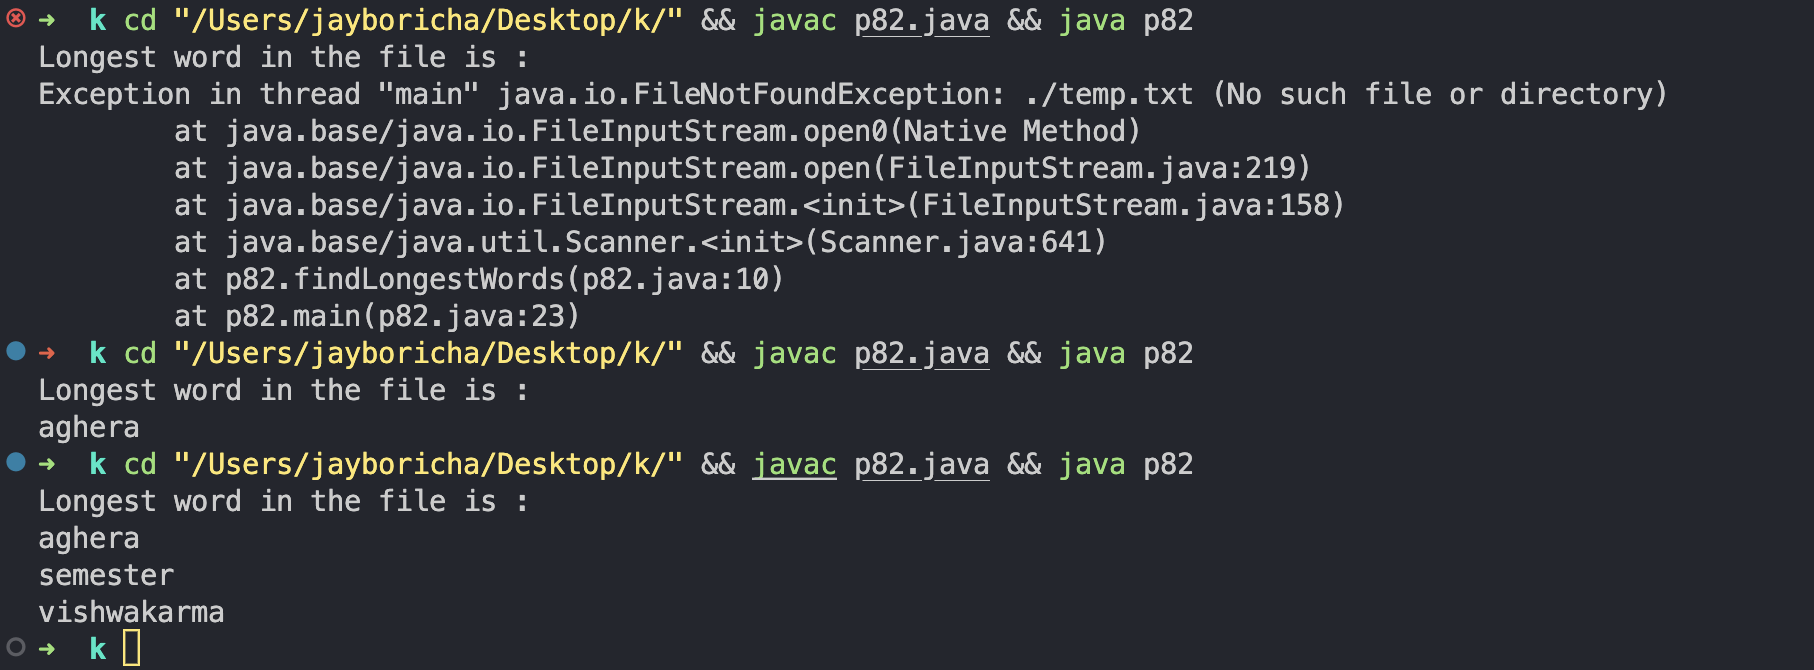 ➜  k cd "/Users/jayboricha/Desktop/k/" && javac p82.java && java p82
Longest word in the file is :
Exception in thread "main" java.io.FileNotFoundException: ./temp.txt (No such file or directory)
        at java.base/java.io.FileInputStream.open0(Native Method)
        at java.base/java.io.FileInputStream.open(FileInputStream.java:219)
        at java.base/java.io.FileInputStream.<init>(FileInputStream.java:158)
        at java.base/java.util.Scanner.<init>(Scanner.java:641)
        at p82.findLongestWords(p82.java:10)
        at p82.main(p82.java:23)
➜  k cd "/Users/jayboricha/Desktop/k/" && javac p82.java && java p82
Longest word in the file is :
aghera
➜  k cd "/Users/jayboricha/Desktop/k/" && javac p82.java && java p82
Longest word in the file is :
aghera
semester
vishwakarma
➜  k